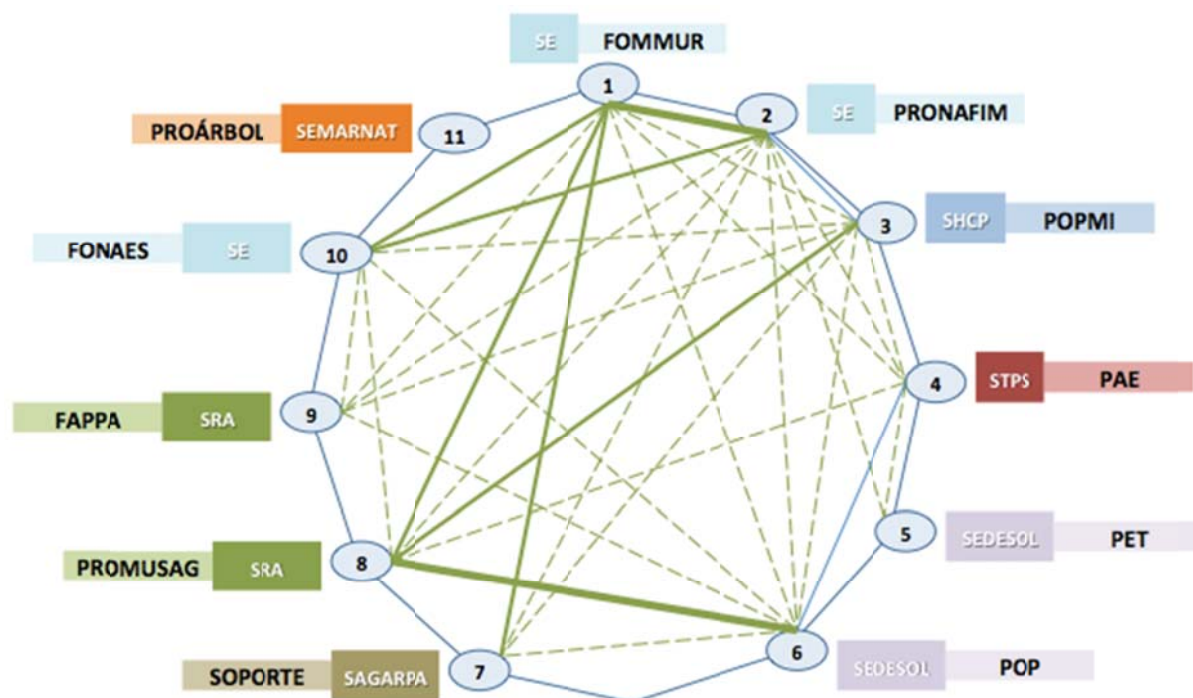 SE FOMMUR
1
2
SE PRONAFIM
PROÁRBOL SEMARNAT
11
3
SHCP POPMI
FONAES SE
10
4
STPS PAE
FAPPA SRA
9
5
SEDESOL PET
PROMUSAG SRA
8
6
SEDESOL POP
SOPORTE SAGARPA
7